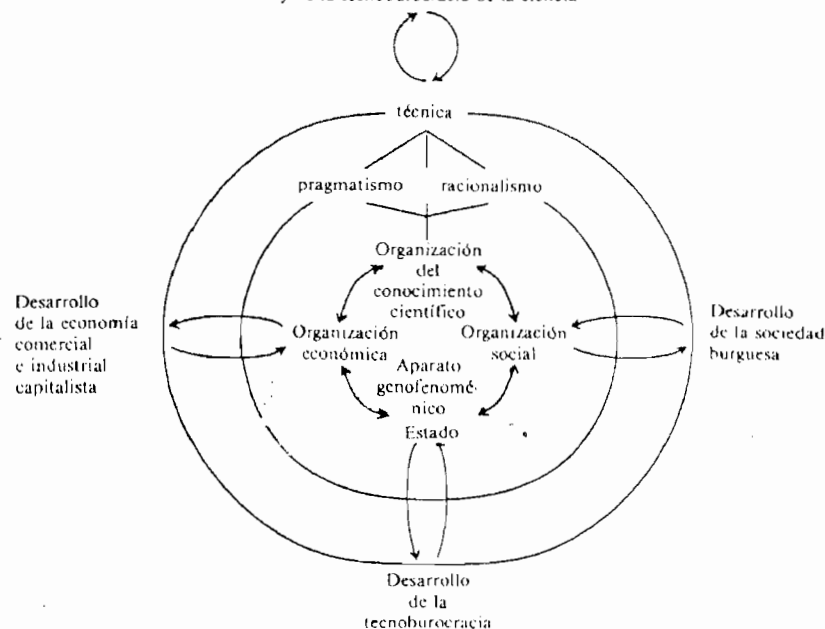 técnica
pragmatismo racionalismo
Organización
del
conocimiento
científico
Desarrollo
de la economía
comercial
e industrial
capitalista
Organización
económica
Organización
social
Desarrollo
de la sociedad
burguesa
Aparato
genofenomé-
nico
Estado
Desarrollo
de la
tecnoburocracia